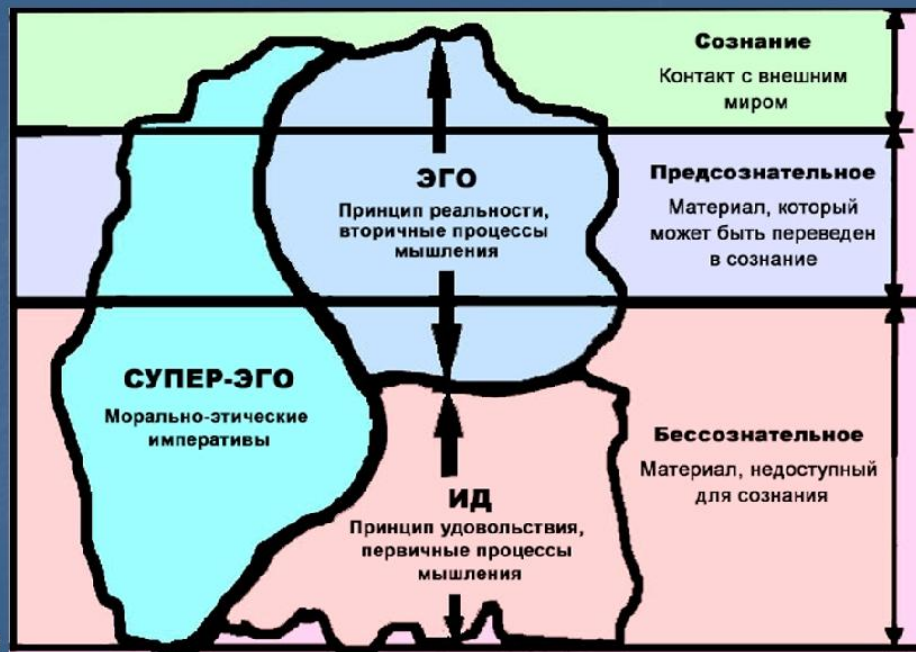 Сознание
Контакт с внешним
миром
ЭГО
Принцип реальности,
вторичные процессы
мышления
Предсознательное
Материал, который
может быть переведен
в сознание
СУПЕР-ЭГО
Морально-этические
императивы
ИД
Принцип удовольствия,
первичные процессы
мышления
Бессознательное
Материал, недоступный
для сознания